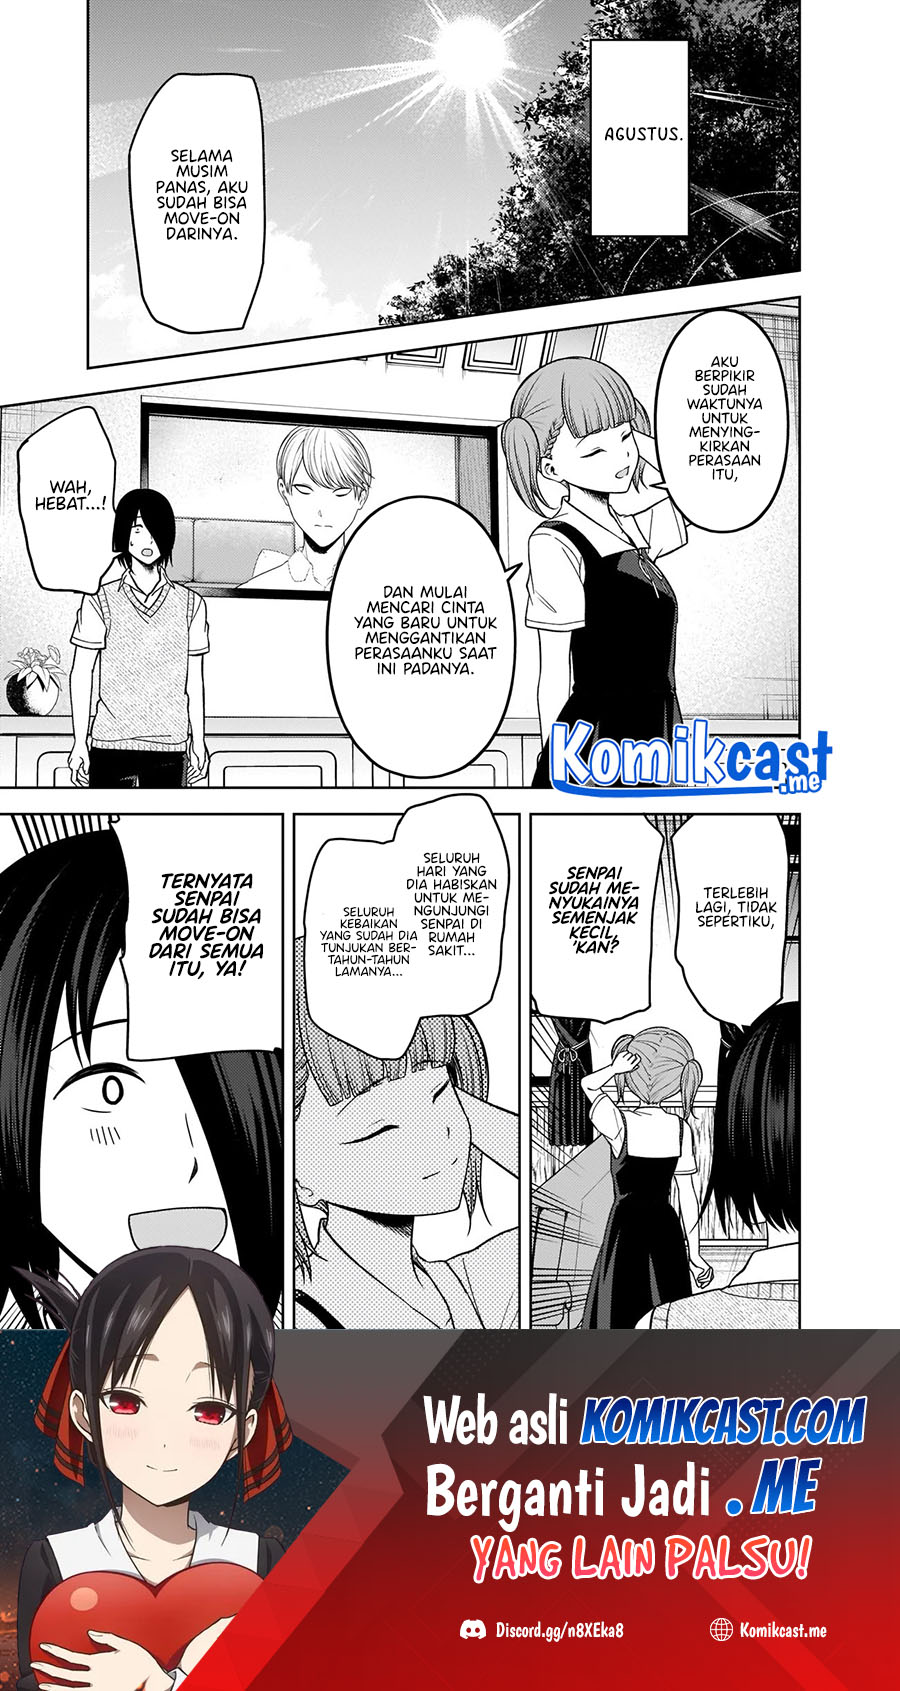 AGUSTUS.
SELAMA
MUSIM
PANAS, AKU
SUDAH BISA
MOVE-ON
DARINYA.
AKU
BERPIKIR
SUDAH
WAKTUNYA
UNTUK
MENYING-
KIRKAN
PERASAAN
ITU,
DAN MULAI
MENCARI CINTA
YANG BARU UNTUK
MENGGANTIKAN
PERASAANKU SAAT
INI PADANYA.
WAH,
HEBAT...!
Komikcast
.me
TERLEBIH
LAGI, TIDAK
SEPERTIKU,
SENPAI
SUDAH ME-
NYUKAINYA
SEMENJAK
KECIL,
'KAN?
SELURUH
HARI YANG
DIA HABISKAN
UNTUK ME-
NGUNJUNGI
SENPAI DI
RUMAH
SAKIT...
SELURUH
KEBAIKAN
YANG SUDAH DIA
TUNJUKAN BER-
TAHUN-TAHUN
LAMANYA...
TERNYATA
SENPAI
SUDAH BISA
MOVE-ON
DARI SEMUA
ITU, YA!
Web asli KOMIKCAST.COM
Berganti Jadi .ME
YANG LAIN PALSU!
Discord.gg/n8XEka8
Komikcast.me